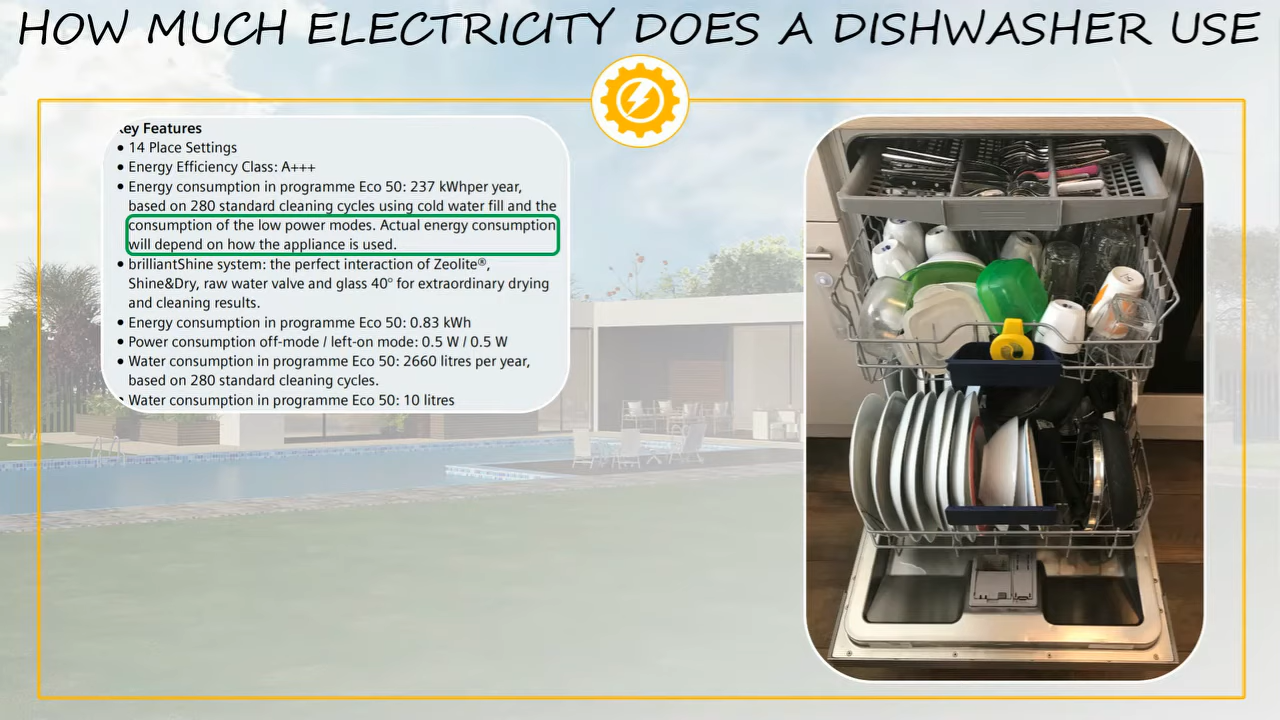 HOW MUCH ELECTRICITY DOES A DISHWASHER USE
Key Features
• 14 Place Settings
• Energy Efficiency Class: A+++
• Energy consumption in programme Eco 50: 237 kWhper year,
based on 280 standard cleaning cycles using cold water fill and the
consumption of the low power modes. Actual energy consumption
will depend on how the appliance is used.
• brilliantShine system: the perfect interaction of Zeolite®,
Shine&Dry, raw water valve and glass 40° for extraordinary drying
and cleaning results.
• Energy consumption in programme Eco 50: 0.83 kWh
• Power consumption off-mode / left-on mode: 0.5 W / 0.5 W
• Water consumption in programme Eco 50: 2660 litres per year,
based on 280 standard cleaning cycles.
• Water consumption in programme Eco 50: 10 litres